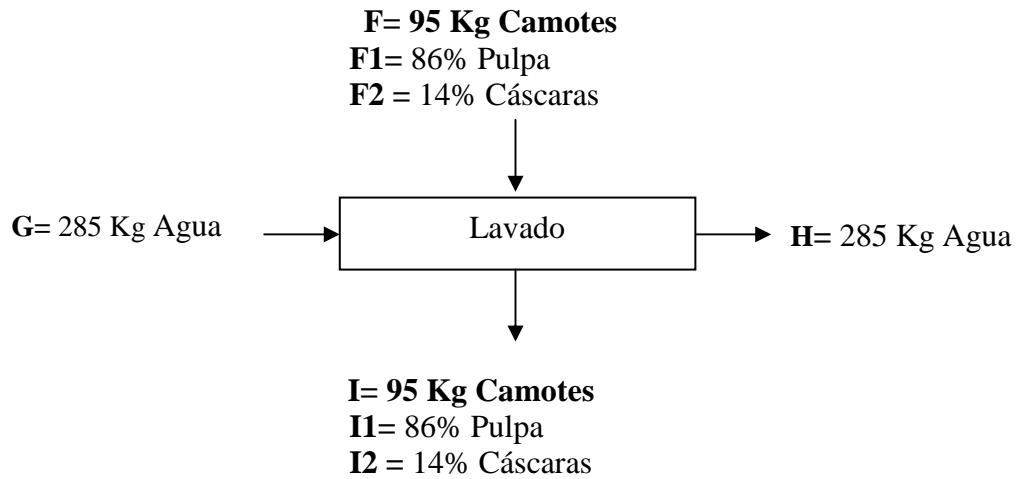 F= 95 Kg Camotes
F1= 86% Pulpa
F2 = 14% Cáscaras
G= 285 Kg Agua
Lavado
H= 285 Kg Agua
I= 95 Kg Camotes
I1= 86% Pulpa
I2 = 14% Cáscaras